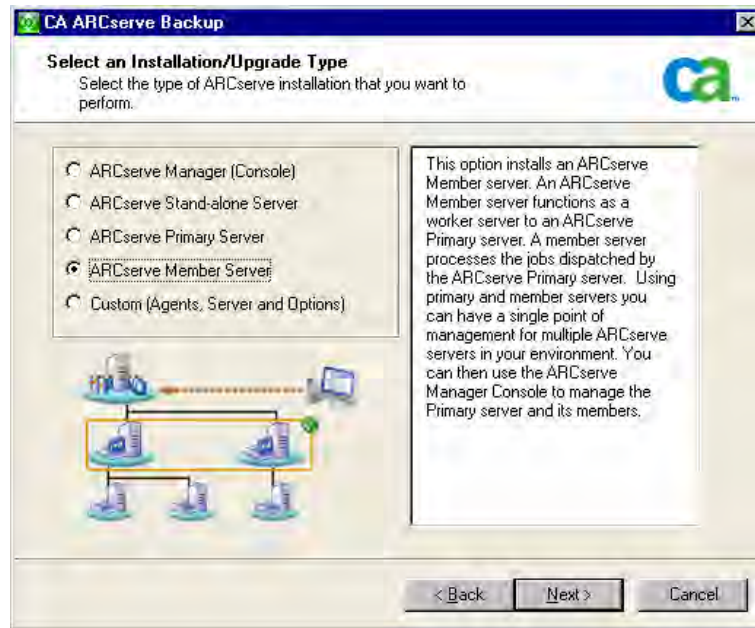 CA ARCserve Backup
Select an Installation/Upgrade Type
Select the type of ARCserve installation that you want to
perform.
ca
ARCserve Manager (Console)
ARCserve Stand-alone Server
ARCserve Primary Server
ARCserve Member Server
Custom (Agents, Server and Options)
This option installs an ARCserve
Member server. An ARCserve
Member server functions as a
worker server to an ARCserve
Primary server. A member server
processes the jobs dispatched by
the ARCserve Primary server. Using
primary and member servers you
can have a single point of
management for multiple ARCserve
servers in your environment. You
can then use the ARCserve
Manager Console to manage the
Primary server and its members.
< Back
Next >
Cancel